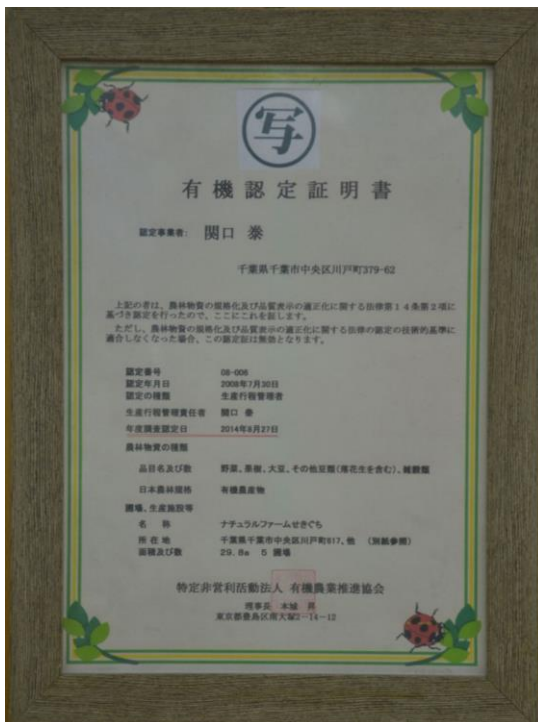 写
有機認定証明書
認定事業者: 関口 泰
千葉県千葉市中央区川戸町379-62
上記の者は、農林物資の規格化及び品質表示の適正化に関する法律第14条第2項に
基づき認定を行ったので、ここにこれを証します。
ただし、農林物資の規格化及び品質表示の適正化に関する法律の認定の技術的基準に
適合しなくなった場合、この認定証は無効となります。
認定番号 08-006
認定年月日 2008年7月30日
認定の種類 生産行程管理者
生産行程管理責任者 関口 泰
年度調査認定日 2014年8月27日
農林物資の種類
品目名及び数 野菜、果樹、大豆、その他豆類(落花生を含む)、雑穀類
日本農林規格 有機農産物
圃場、生産施設等
名 称 ナチュラルファームせきぐち
所在地 千葉県千葉市中央区川戸町517、他 (別紙参照)
面積及び数 29.8a 5 圃場
特定非営利活動法人 有機農業推進協会
理事長 本城 昇
東京都豊島区南大塚2-14-12